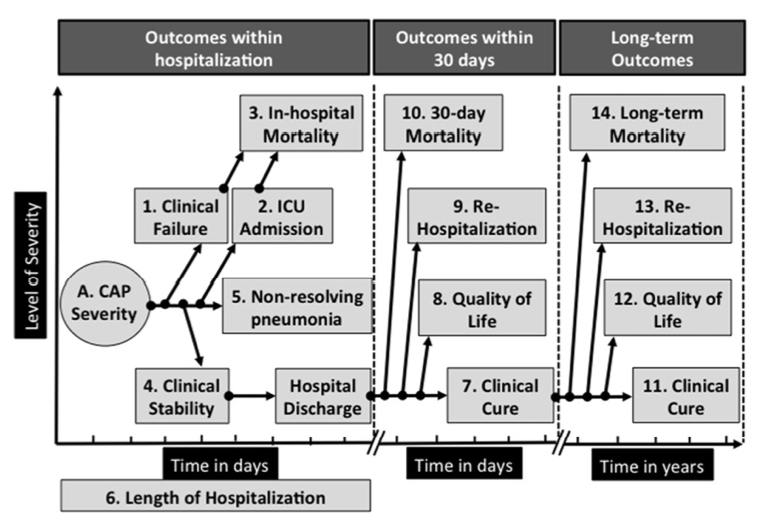 Outcomes within
hospitalization
Outcomes within
30 days
Long-term
Outcomes
3. In-hospital
Mortality
10. 30-day
Mortality
14. Long-term
Mortality
1. Clinical
Failure
2. ICU
Admission
9. Re-
Hospitalization
13. Re-
Hospitalization
Level of Severity
A. CAP
Severity
5. Non-resolving
pneumonia
8. Quality of
Life
12. Quality of
Life
4. Clinical
Stability
Hospital
Discharge
7. Clinical
Cure
11. Clinical
Cure
Time in days
Time in days
Time in years
6. Length of Hospitalization